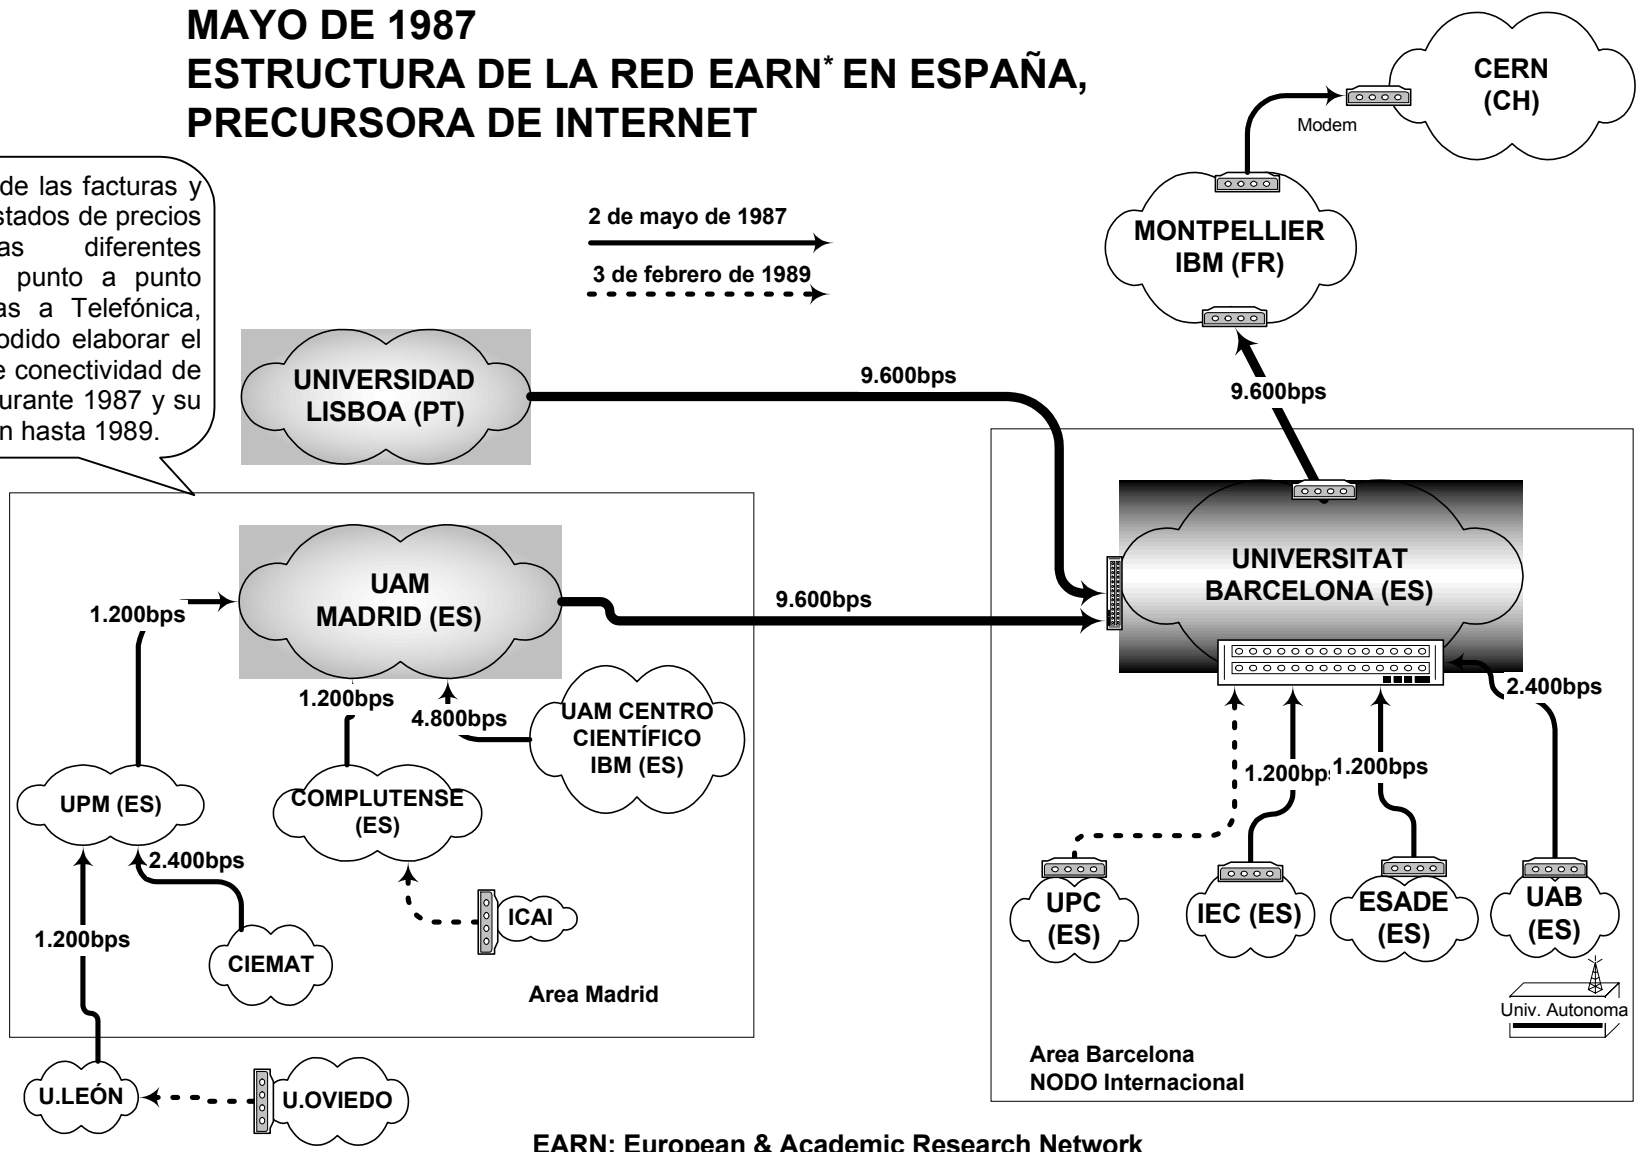 MAYO DE 1987
ESTRUCTURA DE LA RED EARN* EN ESPAÑA,
PRECURSORA DE INTERNET
CERN
(CH)
Modem
de las facturas y
stados de precios
as diferentes
punto a punto
as a Telefónica,
odido elaborar el
e conectividad de
urante 1987 y su
n hasta 1989.
2 de mayo de 1987
3 de febrero de 1989
MONTPELLIER
IBM (FR)
UNIVERSIDAD
LISBOA (PT)
9.600bps
9.600bps
UAM
MADRID (ES)
9.600bps
UNIVERSITAT
BARCELONA (ES)
1.200bps
1.200bps
4.800bps
UAM CENTRO
CIENTÍFICO
IBM (ES)
2.400bps
1.200bp
1.200bps
UPM (ES)
COMPLUTENSE
(ES)
2.400bps
1.200bps
CIEMAT
ICAI
UPC
(ES)
IEC (ES)
ESADE
(ES)
UAB
(ES)
Area Madrid
Univ. Autonoma
Area Barcelona
NODO Internacional
U.LEÓN
U.OVIEDO
EARN: European & Academic Research Network